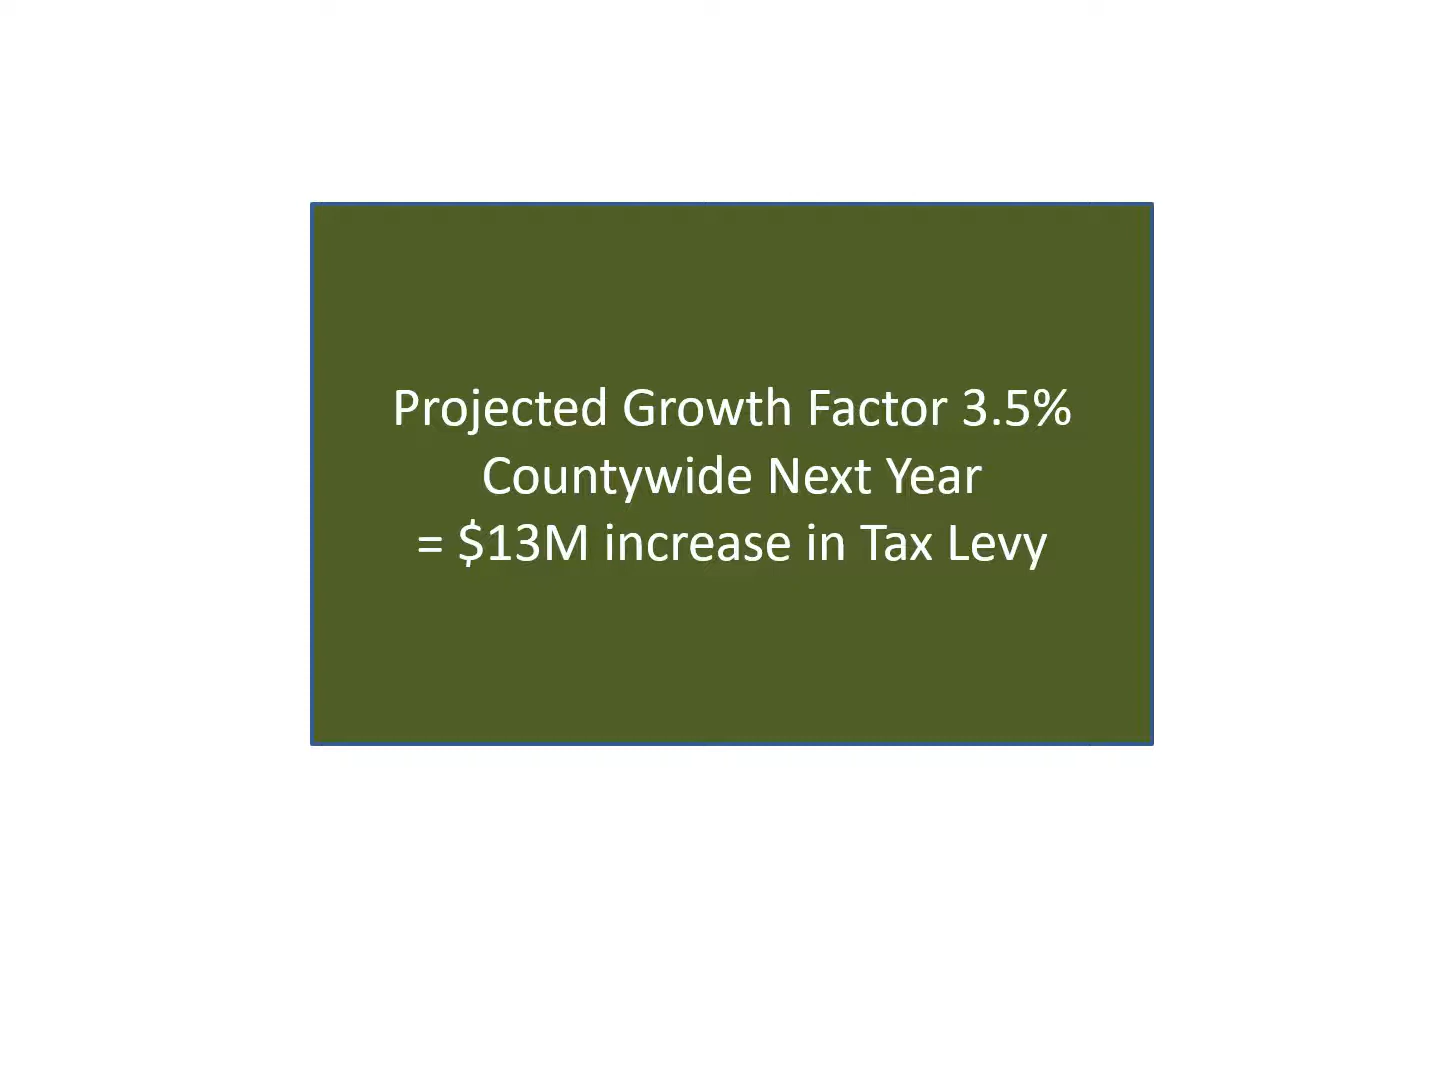 Projected Growth Factor 3.5%
Countywide Next Year
= $13M increase in Tax Levy